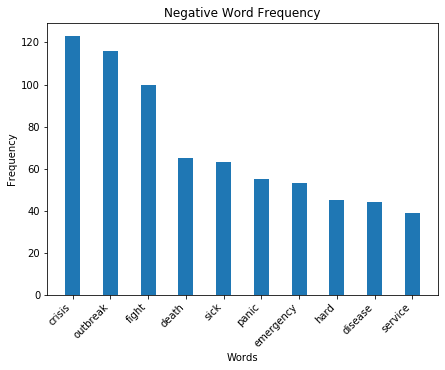 Negative Word Frequency
Frequency
120
100
80
60
40
20
0
crisis
outbreak
fight
death
sick
panic
emergency
hard
disease
service
Words